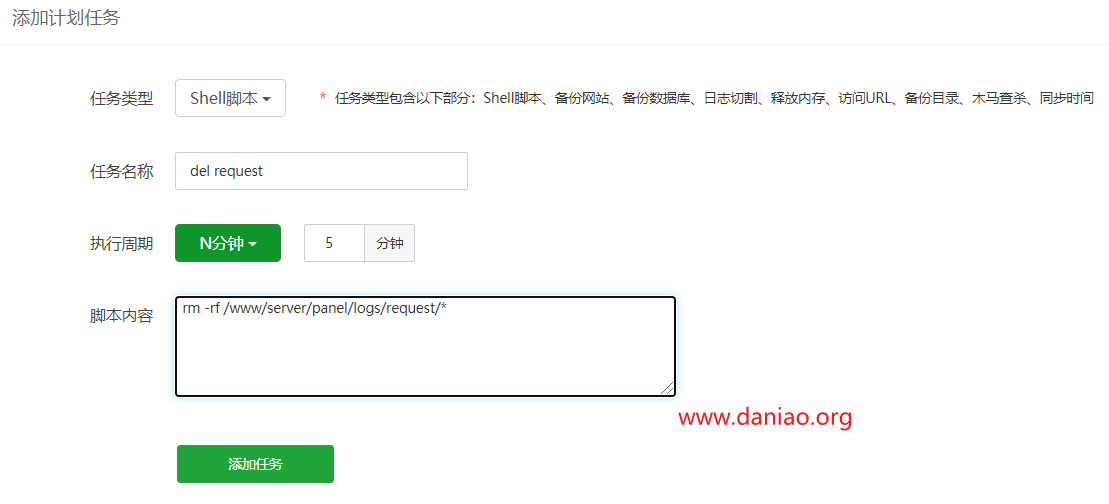 添加计划任务
任务类型 Shell脚本 * 任务类型包含以下部分：Shell脚本、备份网站、备份数据库、日志切割、释放内存、访问URL、备份目录、木马查杀、同步时间
任务名称 del request
执行周期 N分钟 5 分钟
脚本内容 rm -rf /www/server/panel/logs/request/*
www.daniao.org
添加任务